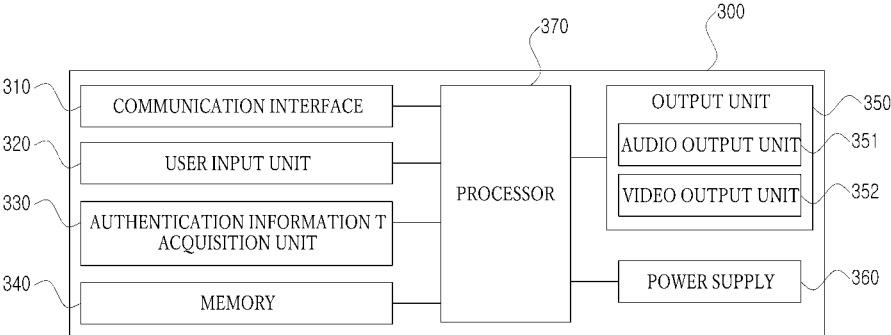 370
300
310
COMMUNICATION INTERFACE
320
USER INPUT UNIT
330
AUTHENTICATION INFORMATION T
ACQUISITION UNIT
340
MEMORY
PROCESSOR
OUTPUT UNIT
350
AUDIO OUTPUT UNIT
351
VIDEO OUTPUT UNIT
352
POWER SUPPLY
360